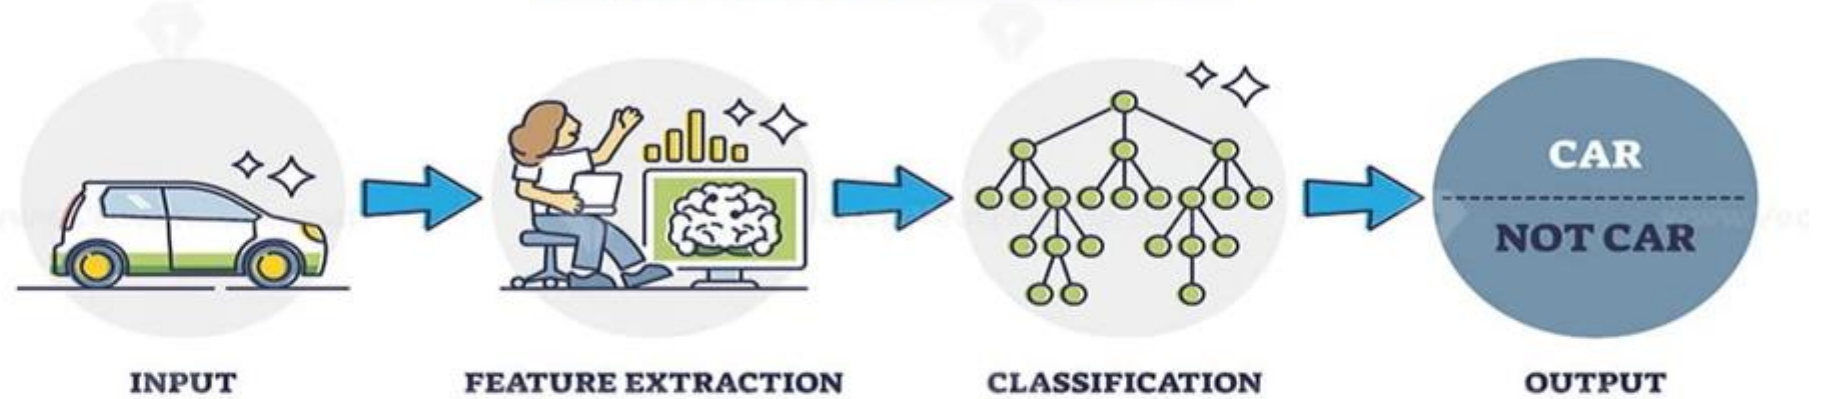 CAR
NOT CAR
INPUT
FEATURE EXTRACTION
CLASSIFICATION
OUTPUT